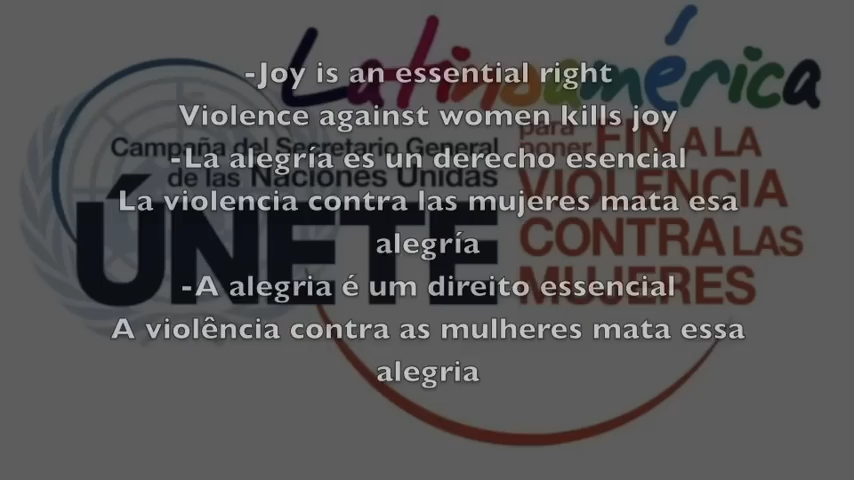 Latinoamérica
-Joy is an essential right
Violence against women kills joy
-La alegría es un derecho esencial
La violencia contra las mujeres mata esa
alegría
-A alegria é um direito essencial
A violência contra as mulheres mata essa
alegria
Campaña del Secretario General
de las Naciones Unidas
ÚNETE
para
poner FIN A LA
VIOLENCIA
CONTRA LAS
MUJERES